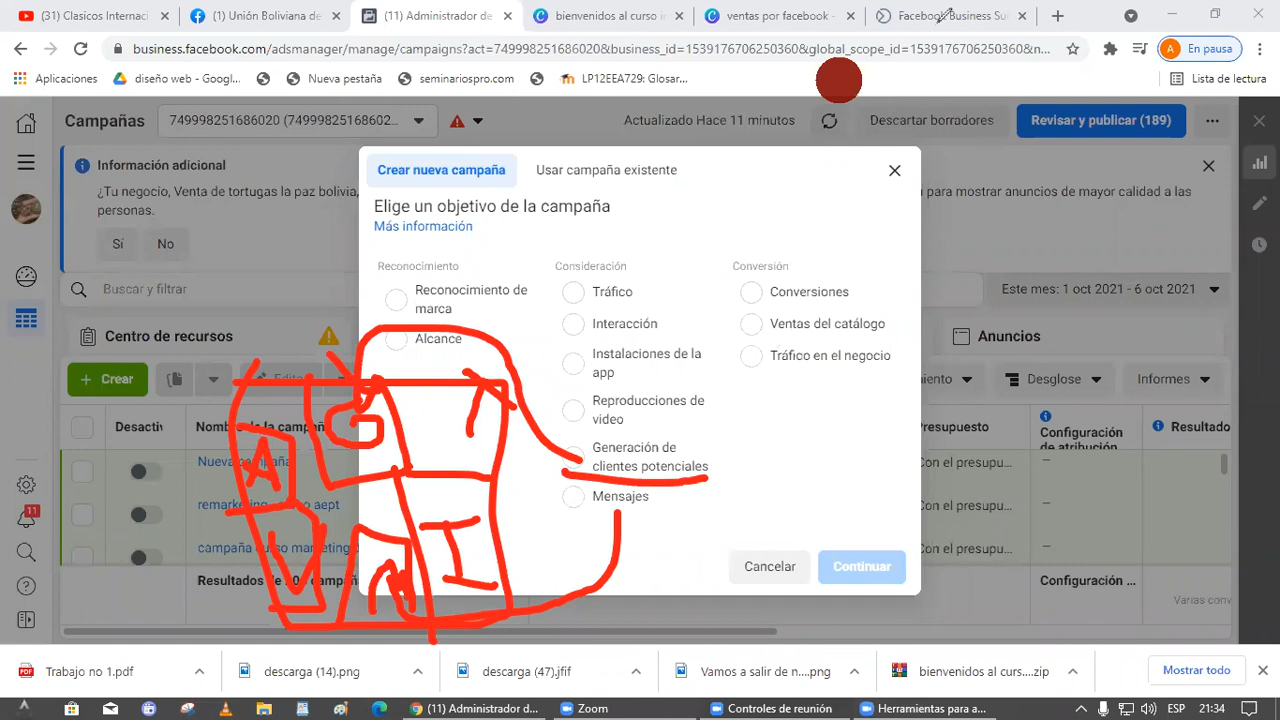 (31) Clasícos Internaci
(1) Unión Boliviana de
(11) Administrador de
bienvenidos al curso i
ventas por facebook -
Facebook Business Su
business.facebook.com/adsmanager/manage/campaigns?act=749998251686020&business_id=1539176706250360&global_scope_id=1539176706250360&n...
A En pausa
Aplicaciones
diseño web - Googl...
Nueva pestaña
seminariospro.com
LP12EEA729: Glosar...
Lista de lectura
Campañas
749998251686020 (74999825168602...
Actualizado Hace 11 minutos
Descartar borradores
Revisar y publicar (189)
Información adicional
¿Tu negocio, Venta de tortugas la paz bolivia,
para mostrar anuncios de mayor calidad a las
personas.
Sí
No
Buscar y filtrar
Este mes: 1 oct 2021 - 6 oct 2021
Centro de recursos
Anuncios
+ Crear
Desglose
Informes
Desactiv
Configuración de
Resultado
Nueva campaña
Con el presupu...
Con el presupu...
Con el presupu...
Configuración ...
Varias conv
11
Crear nueva campaña
Usar campaña existente
Elige un objetivo de la campaña
Más información
Reconocimiento
Reconocimiento de
marca
Alcance
Consideración
Tráfico
Interacción
Instalaciones de la
app
Reproducciones de
video
Generación de
clientes potenciales
Mensajes
Conversión
Conversiones
Ventas del catálogo
Tráfico en el negocio
Cancelar
Continuar
Trabajo no 1.pdf
descarga (14).png
descarga (47).jfif
Vamos a salir de n....png
bienvenidos al curs....zip
Mostrar todo
(11) Administrador d...
Zoom
Controles de reunión
Herramientas para a...
ESP
21:34